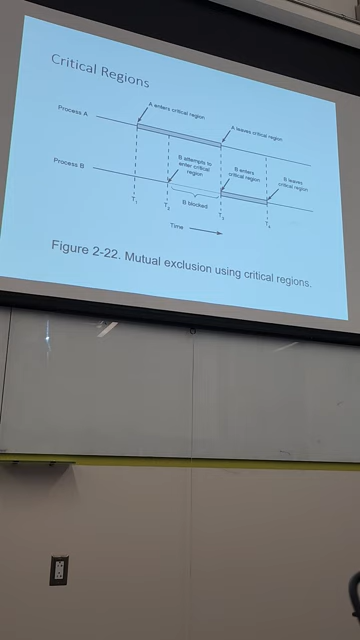 Critical Regions
A enters critical region
A leaves critical region
Process A
B attempts to
enter critical
region
B enters
critical region
B leaves
critical region
Process B
B blocked
T1
T2
T3
T4
Time
Figure 2-22. Mutual exclusion using critical regions.